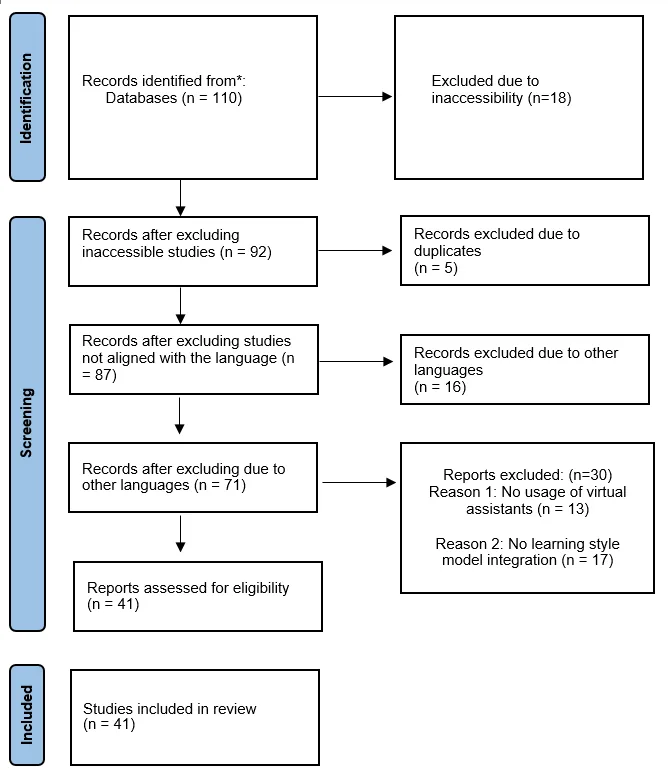 Identification
Records identified from*:
Databases (n = 110)
Excluded due to
inaccessibility (n=18)
Screening
Records after excluding
inaccessible studies (n = 92)
Records excluded due to
duplicates
(n = 5)
Records after excluding studies
not aligned with the language (n
= 87)
Records excluded due to other
languages
(n = 16)
Records after excluding due to
other languages (n = 71)
Reports excluded: (n=30)
Reason 1: No usage of virtual
assistants (n = 13)
Reason 2: No learning style
model integration (n = 17)
Reports assessed for eligibility
(n = 41)
Included
Studies included in review
(n = 41)